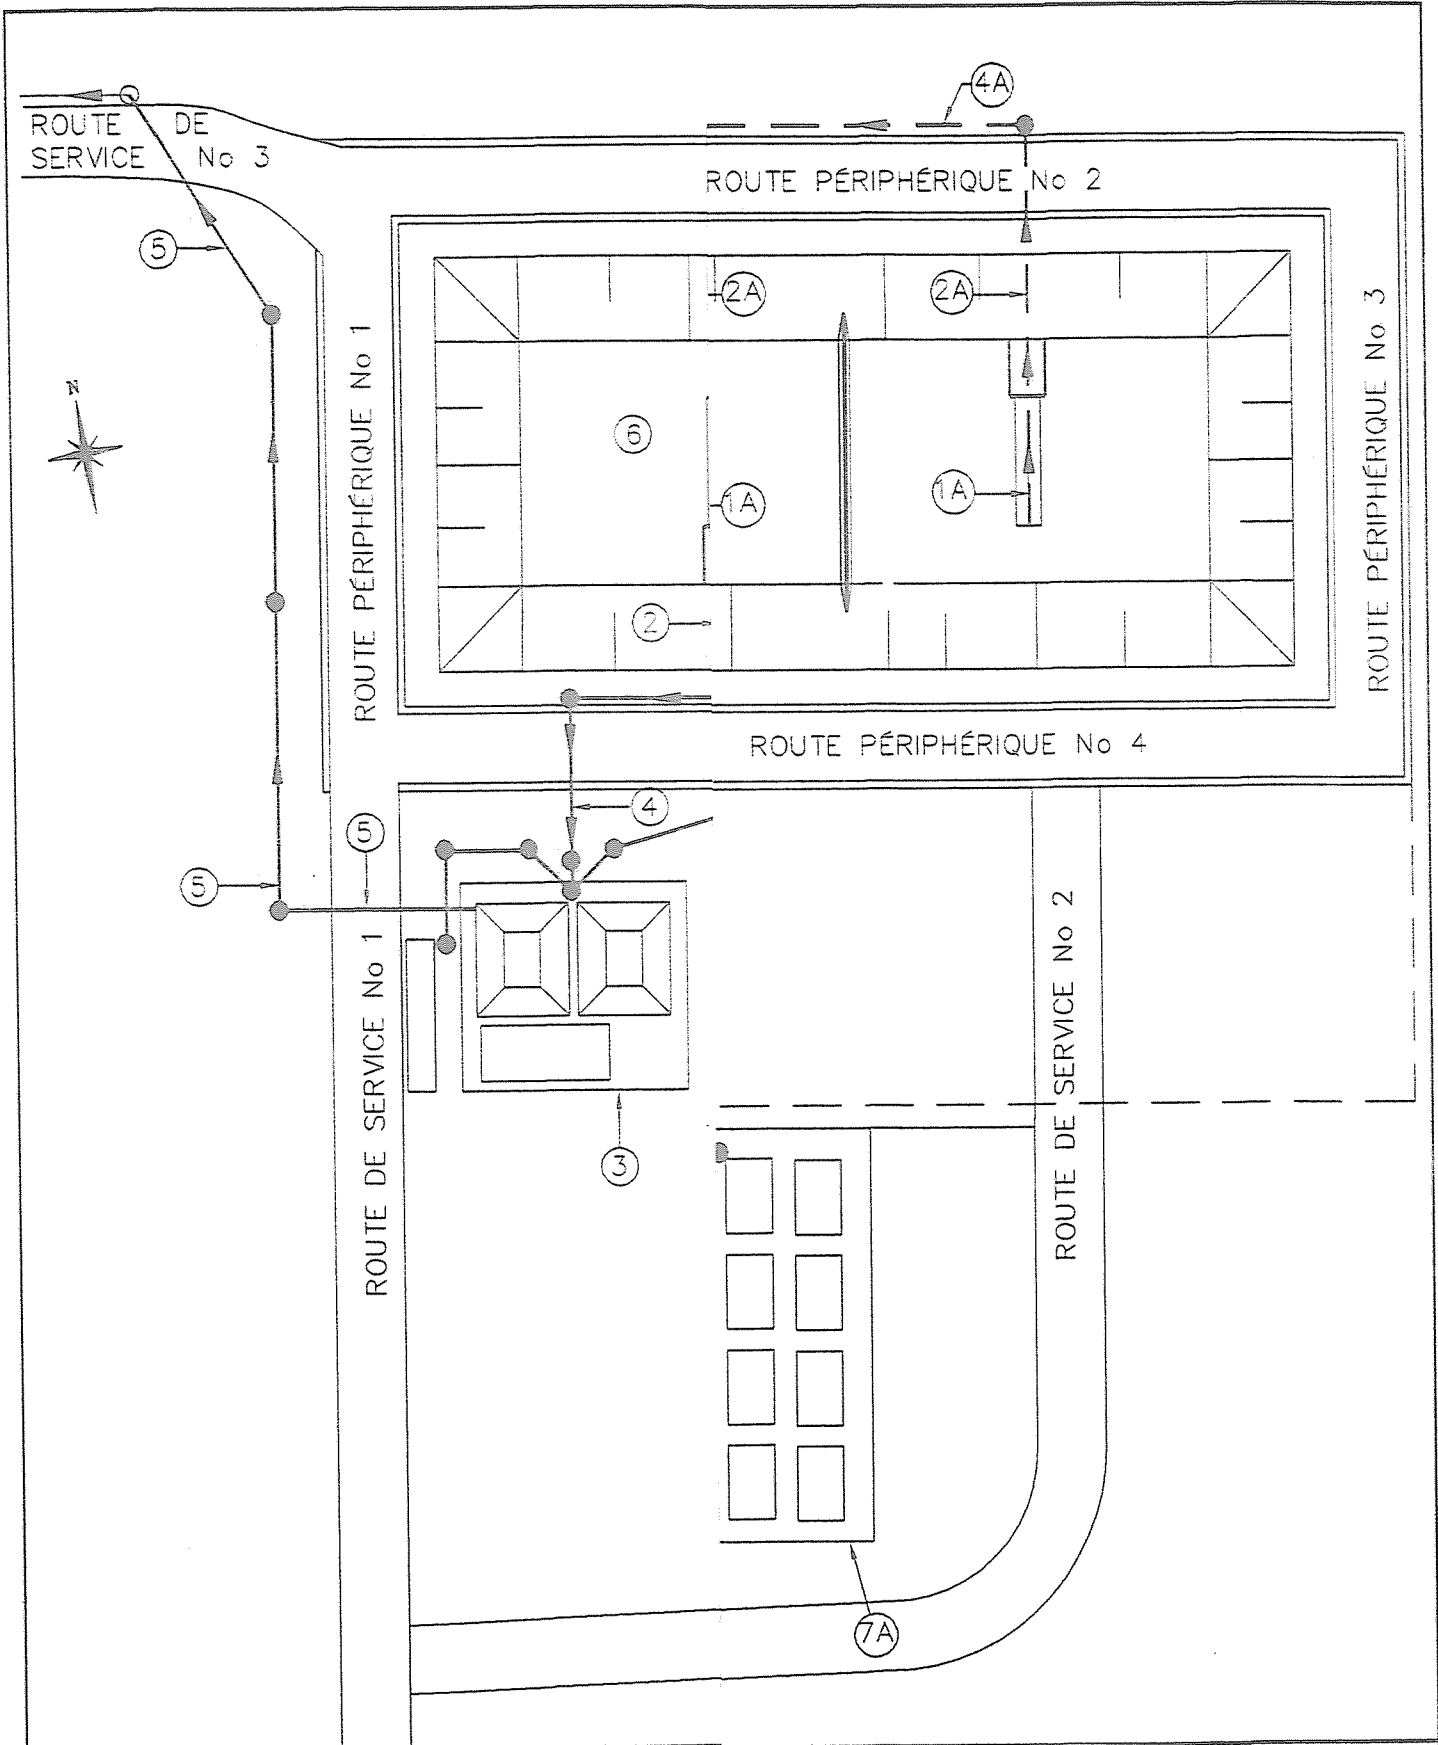 4A
ROUTE DE
SERVICE No 3
ROUTE PÉRIPHÉRIQUE No 2
5
2A
2A
N
ROUTE PÉRIPHÉRIQUE No 1
ROUTE PÉRIPHÉRIQUE No 3
6
1A
1A
2
ROUTE PÉRIPHÉRIQUE No 4
4
5
5
ROUTE DE SERVICE No 1
ROUTE DE SERVICE No 2
3
7A